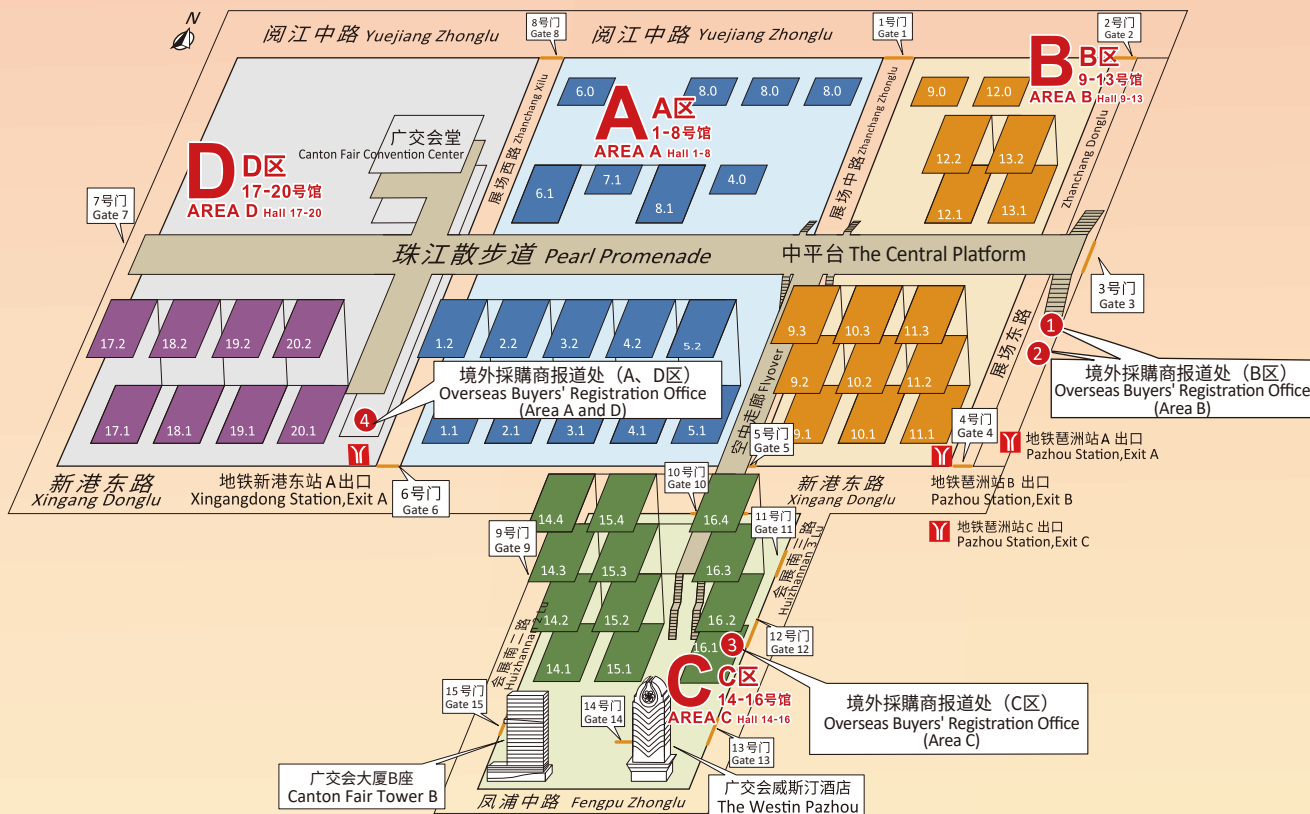 N
阅江中路 Yuejiang Zhonglu
8号门
Gate 8
阅江中路 Yuejiang Zhonglu
1号门
Gate 1
2号门
Gate 2
B
B区
9-13号馆
AREA B Hall 9-13
6.0
8.0
8.0
8.0
9.0
12.0
A
A区
1-8号馆
AREA A Hall 1-8
展场西路 Zhanchang Xilu
展场中路 Zhanchang Zhonglu
Zhanchang Donglu
展场东路
广交会堂
Canton Fair Convention Center
D
D区
17-20号馆
AREA D Hall 17-20
12.2
13.2
6.1
7.1
8.1
4.0
12.1
13.1
7号门
Gate 7
珠江散步道 Pearl Promenade
中平台 The Central Platform
3号门
Gate 3
17.2
18.2
19.2
20.2
1.2
2.2
3.2
4.2
5.2
9.3
10.3
11.3
1
2
境外採購商报道处（B区）
Overseas Buyers' Registration Office
(Area B)
境外採購商报道处（A、D区）
Overseas Buyers' Registration Office
(Area A and D)
空中走廊 Flyover
9.2
10.2
11.2
4
17.1
18.1
19.1
20.1
1.1
2.1
3.1
4.1
5.1
9.1
10.1
11.1
5号门
Gate 5
4号门
Gate 4
地铁琶洲站A 出口
Pazhou Station,Exit A
新港东路
Xingang Donglu
地铁新港东站A出口
Xingangdong Station,Exit A
6号门
Gate 6
10号门
Gate 10
新港东路
Xingang Donglu
地铁琶洲站B 出口
Pazhou Station,Exit B
地铁琶洲站C 出口
Pazhou Station,Exit C
14.4
15.4
16.4
11号门
Gate 11
9号门
Gate 9
14.3
15.3
16.3
会展南三路
Huizhannan 3 Lu
14.2
15.2
16.2
12号门
Gate 12
会展南二路
Huizhannan 2 Lu
14.1
15.1
16.1
3
C
C区
14-16号馆
AREA C Hall 14-16
境外採購商报道处（C区）
Overseas Buyers' Registration Office
(Area C)
15号门
Gate 15
14号门
Gate 14
13号门
Gate 13
广交会大厦B座
Canton Fair Tower B
广交会威斯汀酒店
The Westin Pazhou
凤浦中路 Fengpu Zhonglu